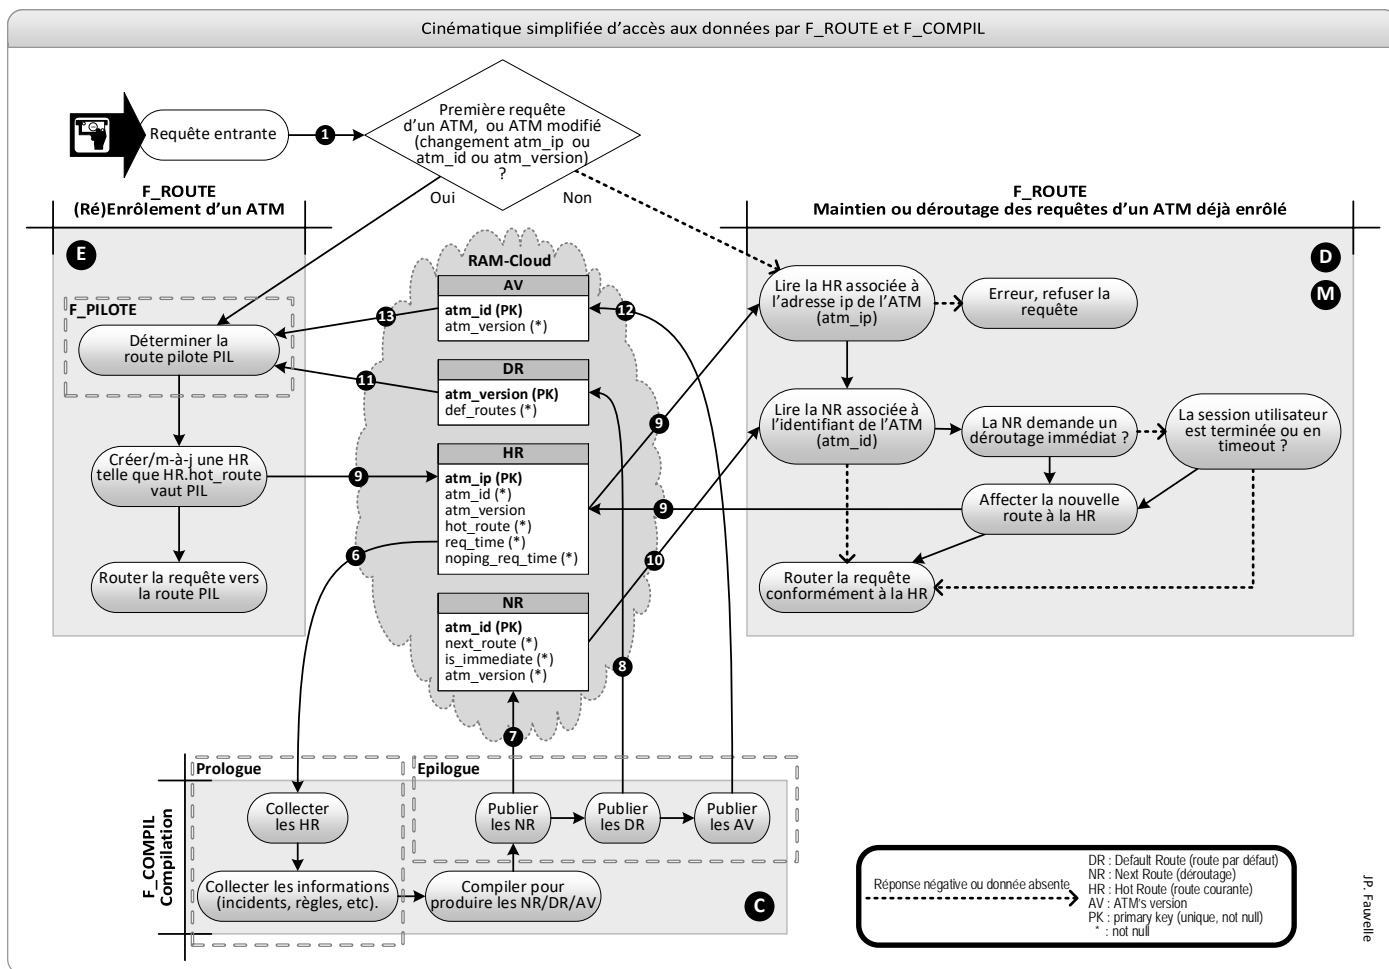 Cinématique simplifiée d'accès aux données par F_ROUTE et F_COMPIL
Requête entrante
1
Première requête
d'un ATM, ou ATM modifié
(changement atm_ip ou
atm_id ou atm_version)
?
Oui
Non
F_ROUTE
(Ré)Enrôlement d'un ATM
E
F_PILOTE
Déterminer la
route pilote PIL
Créer/m-à-j une HR
telle que HR.hot_route
vaut PIL
Router la requête vers
la route PIL
RAM-Cloud
AV
atm_id (PK)
atm_version (*)
DR
atm_version (PK)
def_routes (*)
HR
atm_ip (PK)
atm_id (*)
atm_version
hot_route (*)
req_time (*)
noping_req_time (*)
NR
atm_id (PK)
next_route (*)
is_immediate (*)
atm_version (*)
13
12
11
9
9
9
6
10
8
7
F_ROUTE
Maintien ou déroutage des requêtes d'un ATM déjà enrôlé
D
M
Lire la HR associée à
l'adresse ip de l'ATM
(atm_ip)
Erreur, refuser la
requête
Lire la NR associée à
l'identifiant de l'ATM
(atm_id)
La NR demande un
déroutage immédiat ?
La session utilisateur
est terminée ou en
timeout ?
Affecter la nouvelle
route à la HR
Router la requête
conformément à la HR
F_COMPIL
Compilation
Prologue
Collecter
les HR
Collecter les informations
(incidents, règles, etc).
Epilogue
Publier
les NR
Publier
les DR
Publier
les AV
Compiler pour
produire les NR/DR/AV
C
Réponse négative ou donnée absente
DR : Default Route (route par défaut)
NR : Next Route (déroutage)
HR : Hot Route (route courante)
AV : ATM's version
PK : primary key (unique, not null)
* : not null
JP. Fauvelle